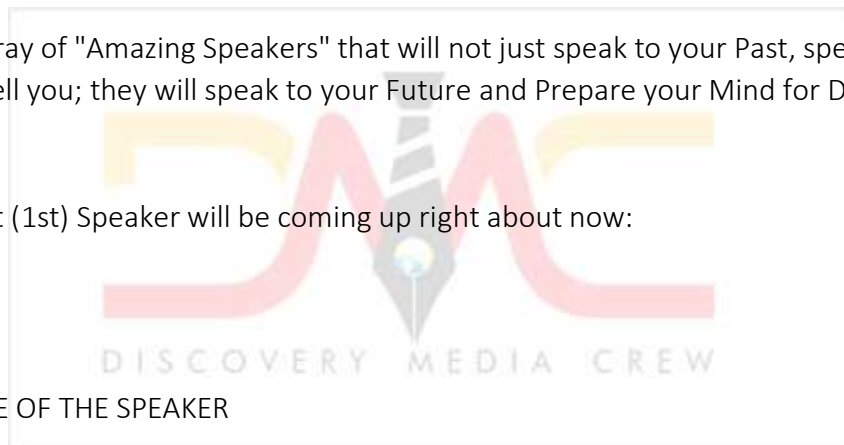 ray of "Amazing Speakers" that will not just speak to your Past, spe
ell you; they will speak to your Future and Prepare your Mind for D
t (1st) Speaker will be coming up right about now:
DMC
DISCOVERY MEDIA CREW
E OF THE SPEAKER